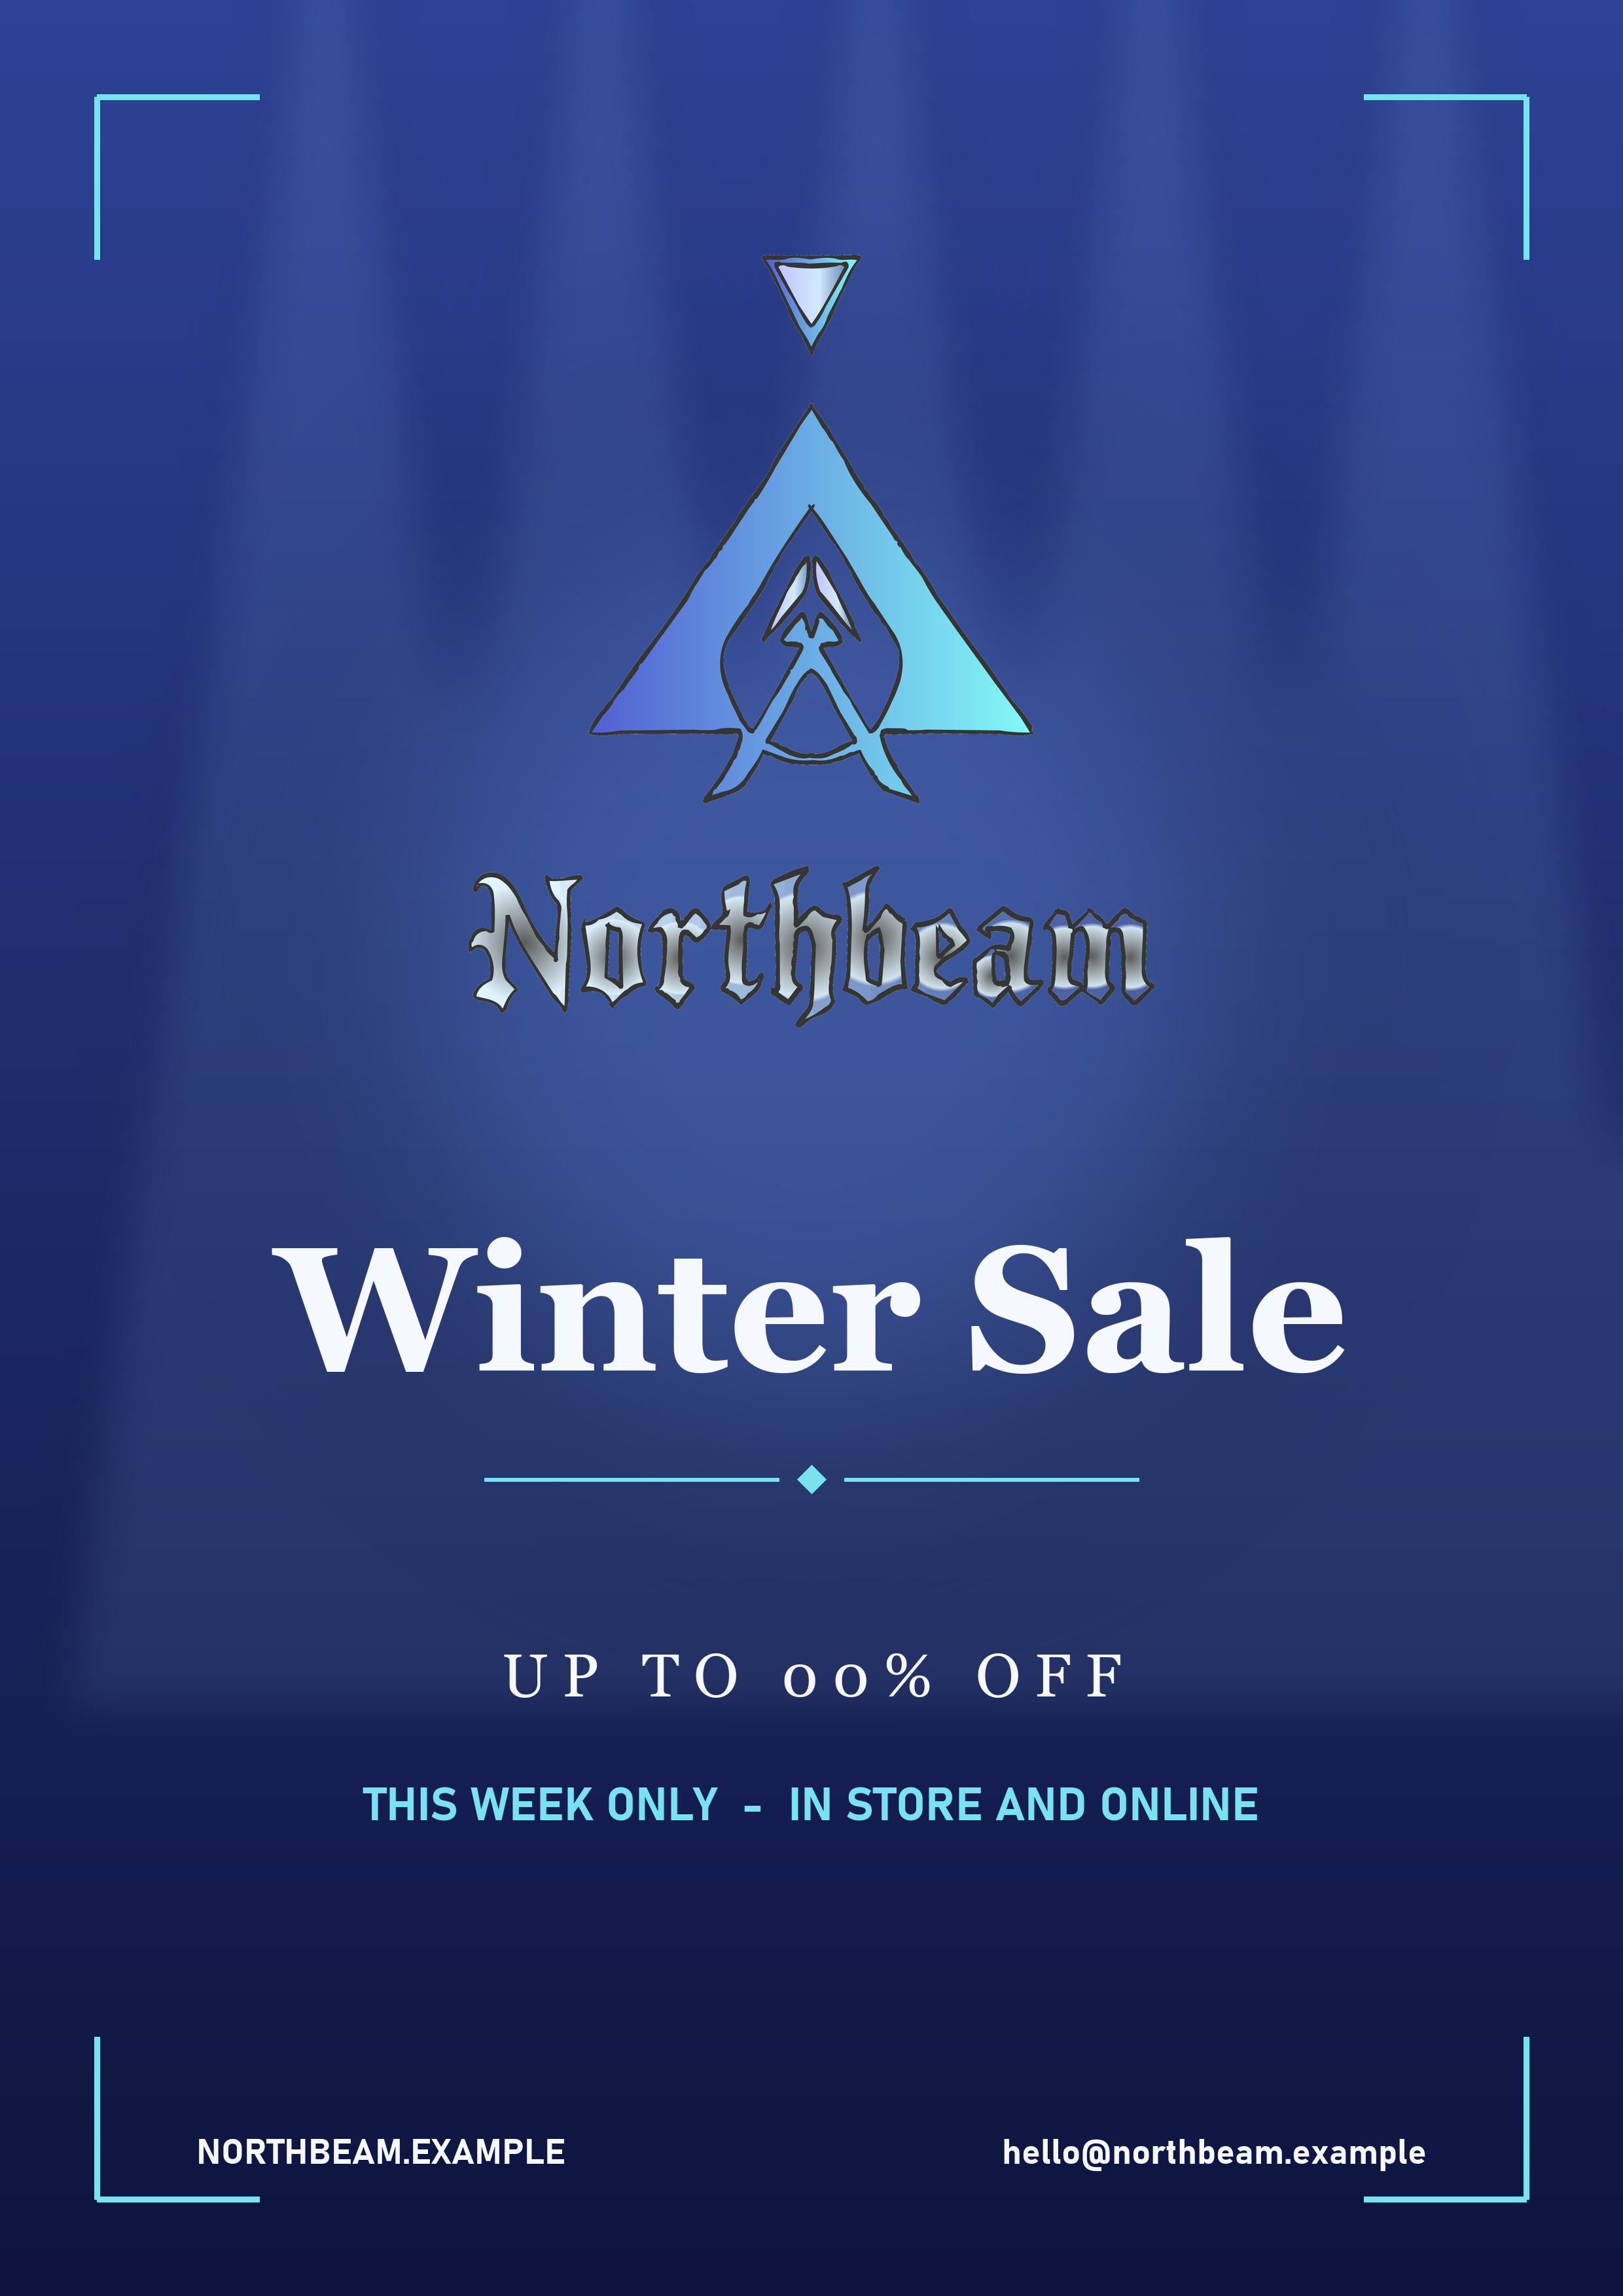 Northbeam
Winter Sale
UP TO 00% OFF
THIS WEEK ONLY - IN STORE AND ONLINE
NORTHBEAM.EXAMPLE
hello@northbeam.example